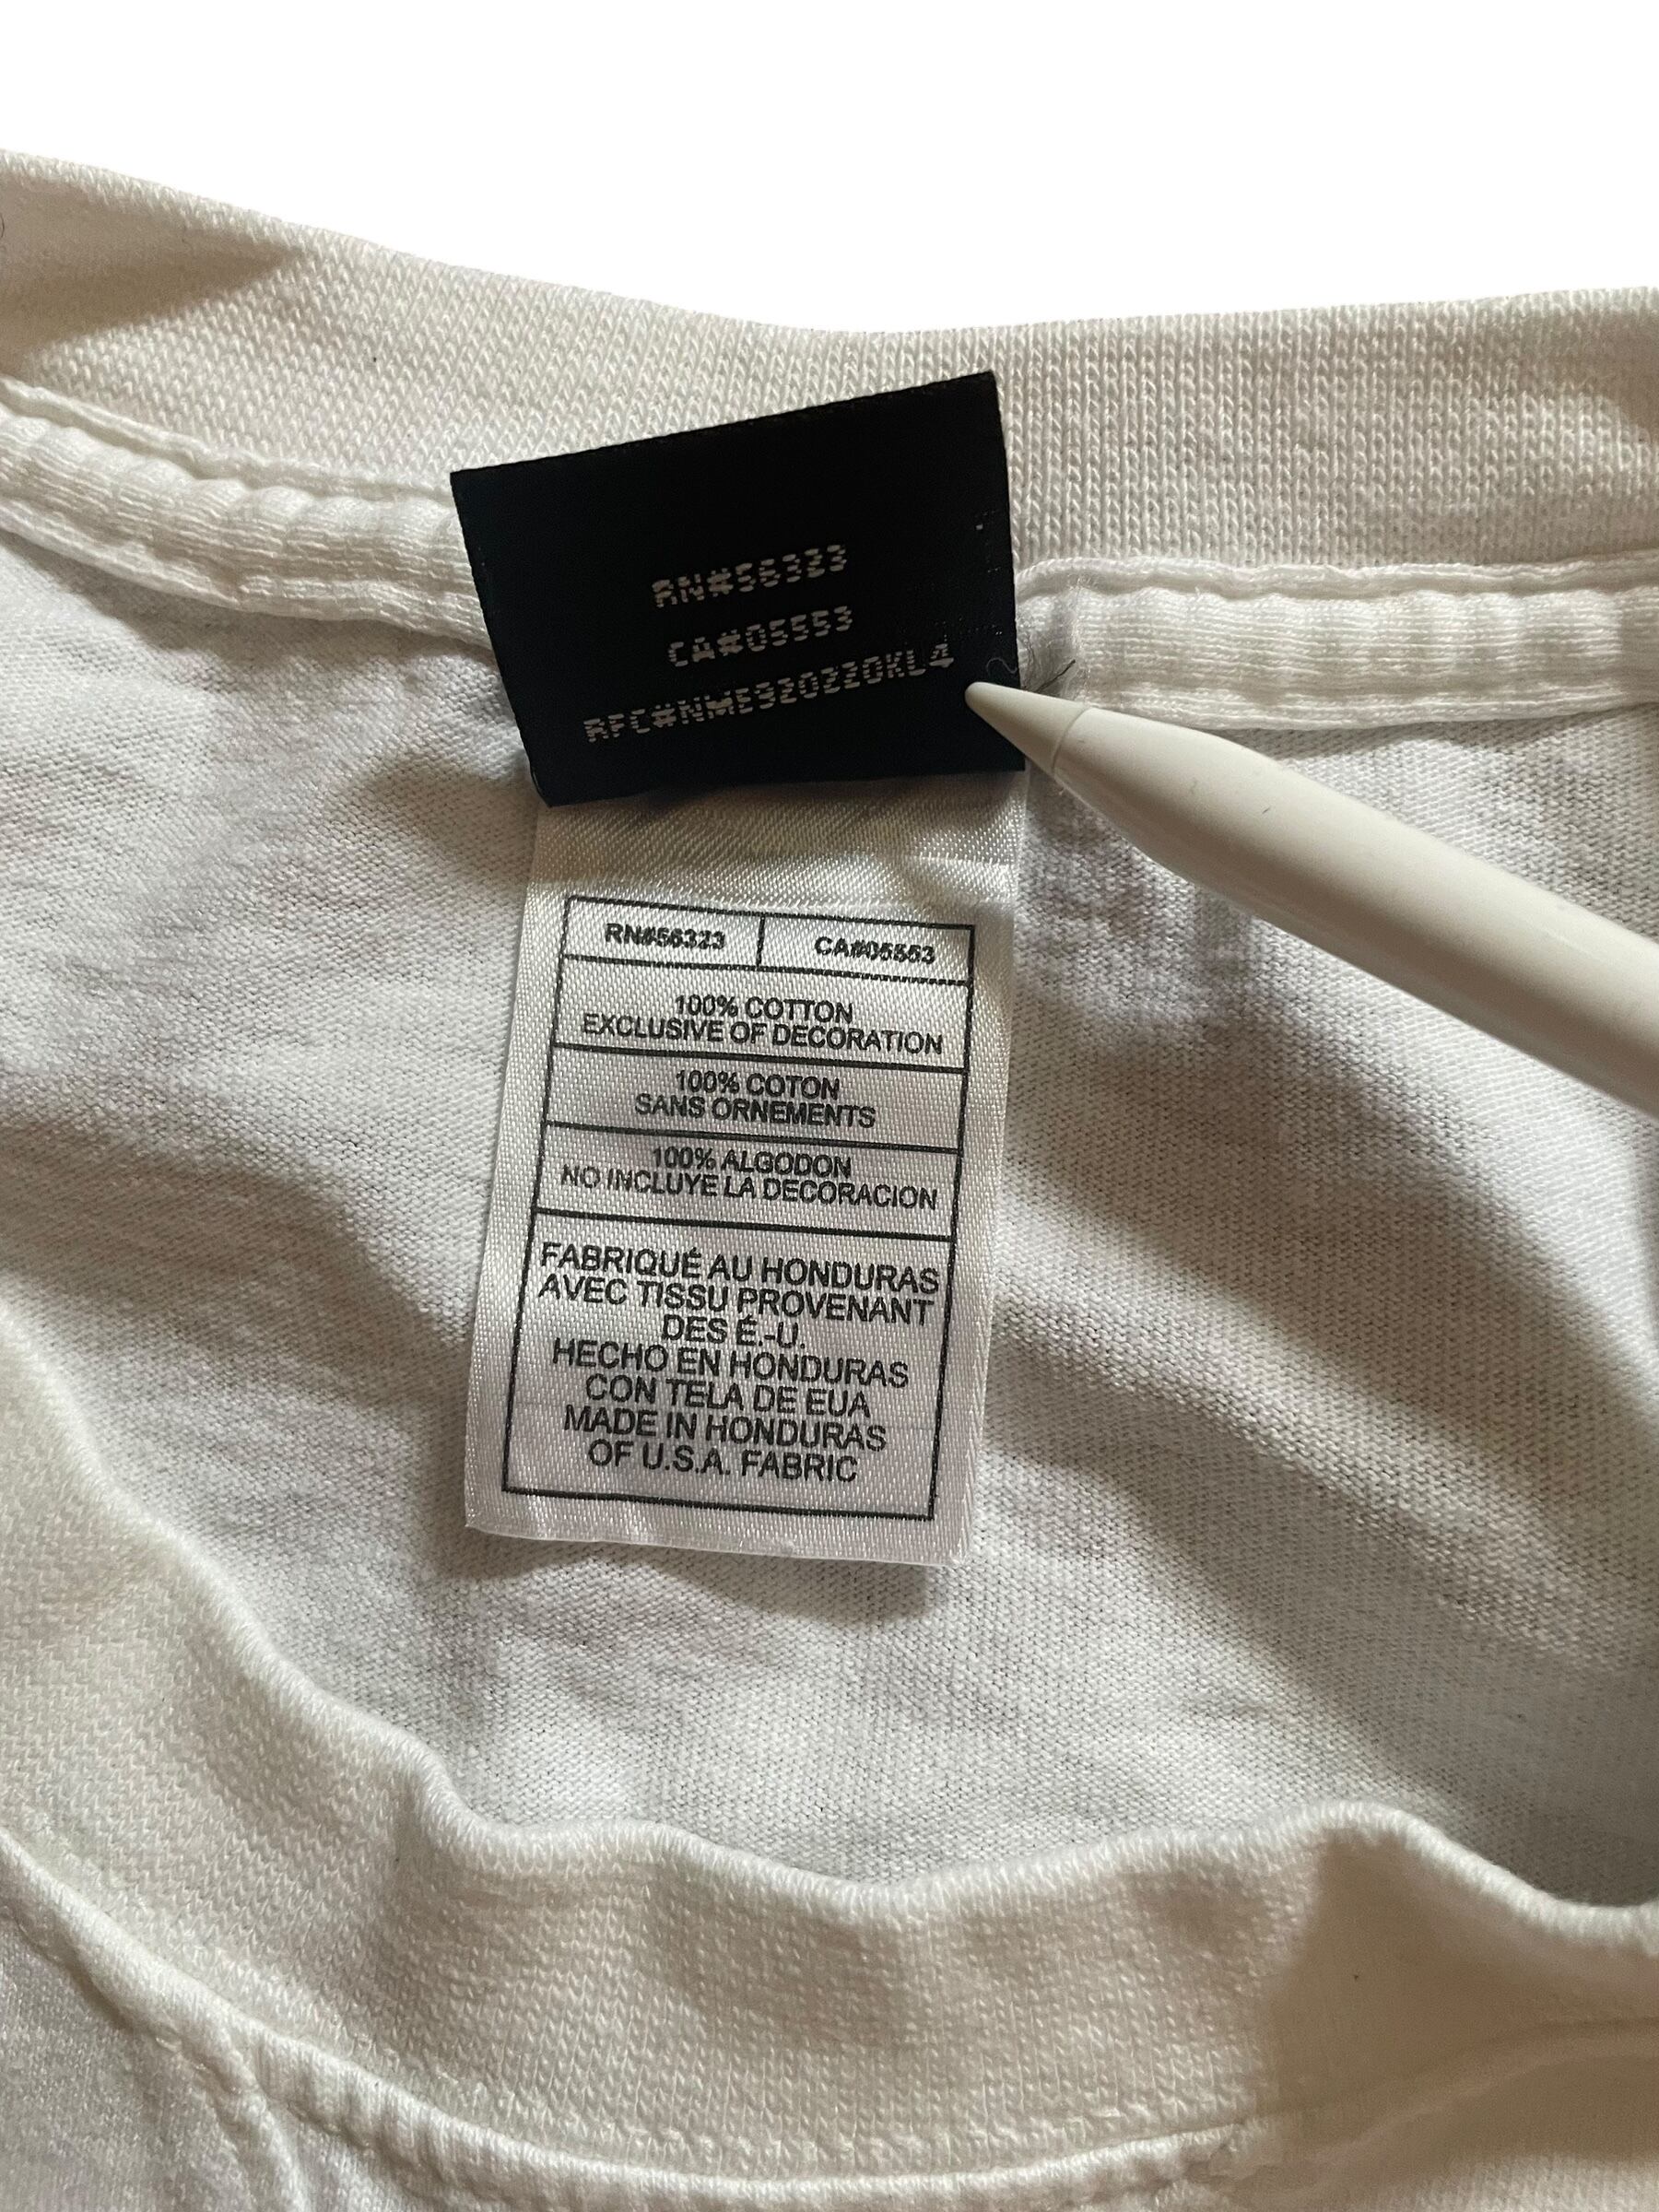 RN#56323
CA#05553
RFC#NME920220KL4
RN#56323 CA#05553
100% COTTON
EXCLUSIVE OF DECORATION
100% COTON
SANS ORNEMENTS
100% ALGODON
NO INCLUYE LA DECORACION
FABRIQUÉ AU HONDURAS
AVEC TISSU PROVENANT
DES É.-U.
HECHO EN HONDURAS
CON TELA DE EUA
MADE IN HONDURAS
OF U.S.A. FABRIC